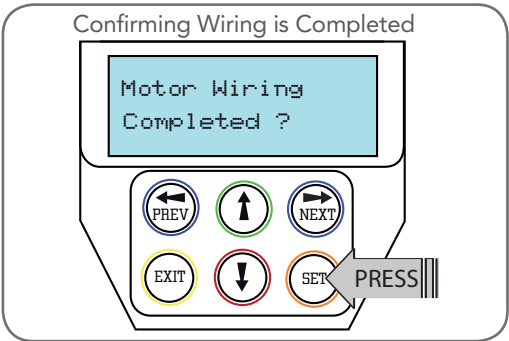 Confirming Wiring is Completed
Motor Wiring
Completed ?
PREV
NEXT
EXIT
SET
PRESS